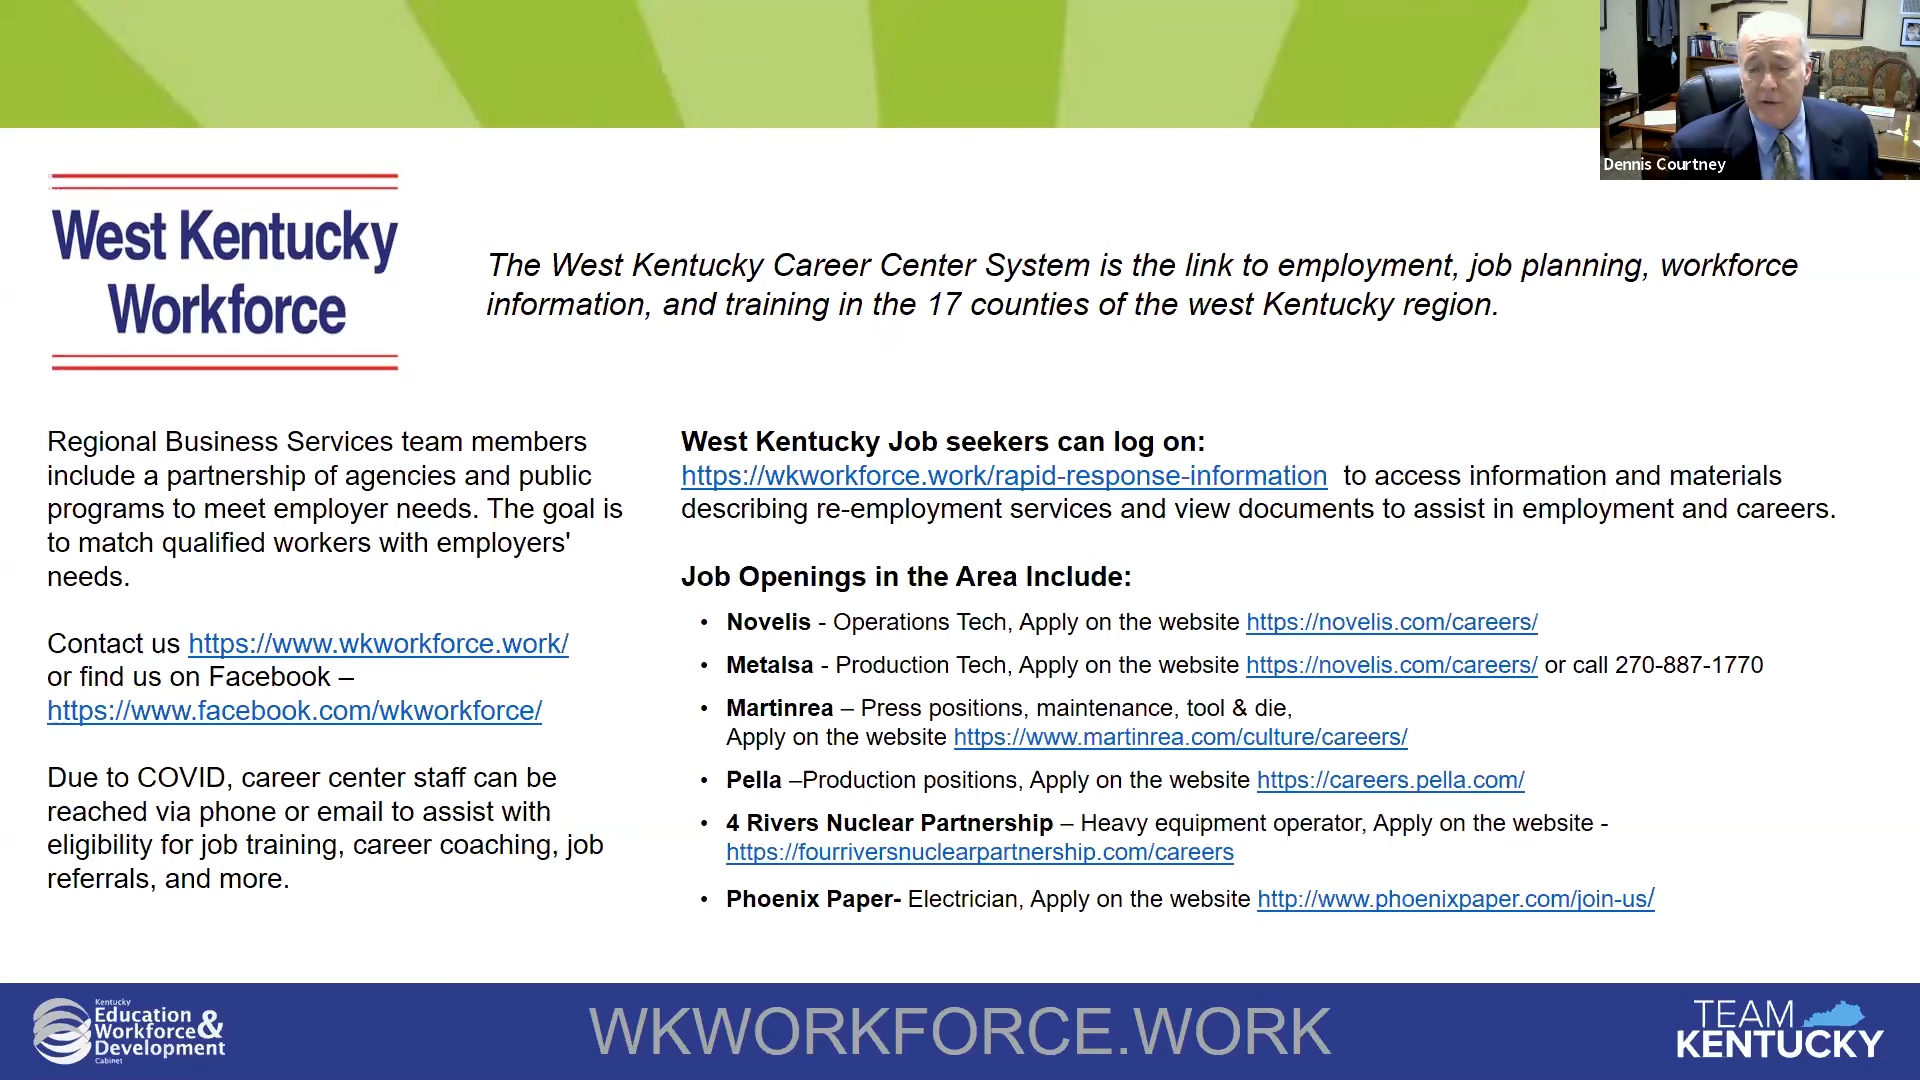 Dennis Courtney
West Kentucky
Workforce
The West Kentucky Career Center System is the link to employment, job planning, workforce
information, and training in the 17 counties of the west Kentucky region.
Regional Business Services team members
include a partnership of agencies and public
programs to meet employer needs. The goal is
to match qualified workers with employers'
needs.
Contact us https://www.wkworkforce.work/
or find us on Facebook –
https://www.facebook.com/wkworkforce/
Due to COVID, career center staff can be
reached via phone or email to assist with
eligibility for job training, career coaching, job
referrals, and more.
West Kentucky Job seekers can log on:
https://wkworkforce.work/rapid-response-information to access information and materials
describing re-employment services and view documents to assist in employment and careers.
Job Openings in the Area Include:
• Novelis - Operations Tech, Apply on the website https://novelis.com/careers/
• Metalsa - Production Tech, Apply on the website https://novelis.com/careers/ or call 270-887-1770
• Martinrea – Press positions, maintenance, tool & die,
Apply on the website https://www.martinrea.com/culture/careers/
• Pella –Production positions, Apply on the website https://careers.pella.com/
• 4 Rivers Nuclear Partnership – Heavy equipment operator, Apply on the website -
https://fourriversnuclearpartnership.com/careers
• Phoenix Paper- Electrician, Apply on the website http://www.phoenixpaper.com/join-us/
Kentucky
Education &
Workforce
Development
Cabinet
WKWORKFORCE.WORK
TEAM
KENTUCKY